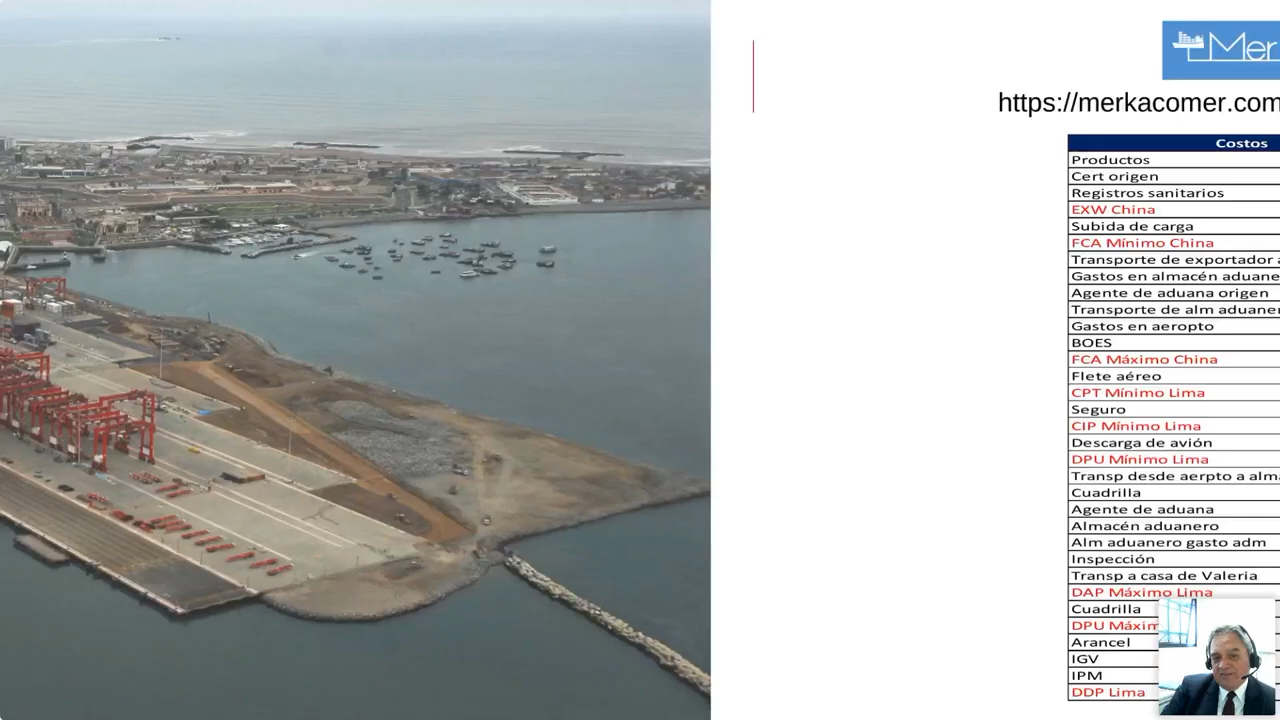 Mer
https://merkacomer.com
Costos
Productos
Cert origen
Registros sanitarios
EXW China
Subida de carga
FCA Mínimo China
Transporte de exportador a
Gastos en almacén aduane
Agente de aduana origen
Transporte de alm aduaner
Gastos en aeropto
BOES
FCA Máximo China
Flete aéreo
CPT Mínimo Lima
Seguro
CIP Mínimo Lima
Descarga de avión
DPU Mínimo Lima
Transp desde aerpto a alma
Cuadrilla
Agente de aduana
Almacén aduanero
Alm aduanero gasto adm
Inspección
Transp a casa de Valeria
DAP Máximo Lima
Cuadrilla
DPU Máxim
Arancel
IGV
IPM
DDP Lima